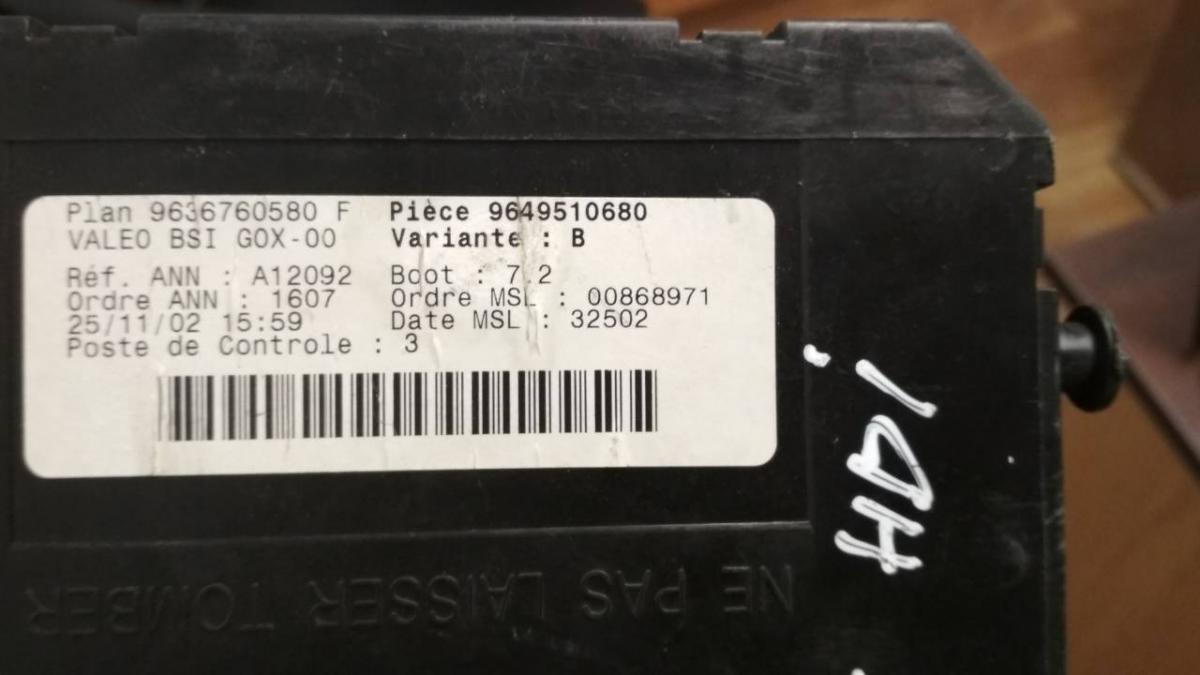 Plan 9636760580 F Pièce 9649510680
VALEO BSI G0X-00 Variante : B
Réf. ANN : A12092 Boot : 7.2
Ordre ANN : 1607 Ordre MSL : 00868971
25/11/02 15:59 Date MSL : 32502
Poste de Controle : 3
HDi
NE PAS LAISSER TOMBER